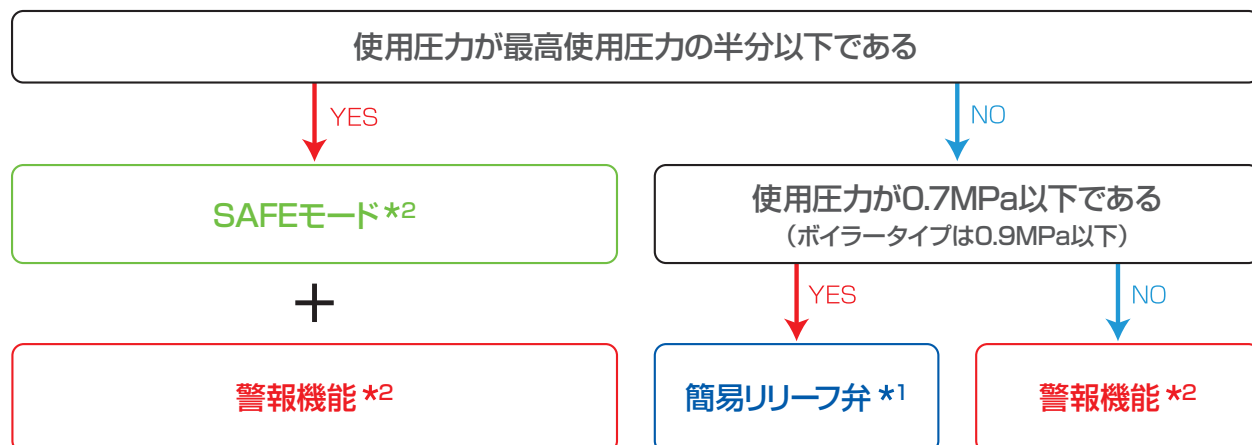 使用圧力が最高使用圧力の半分以下である
YES
NO
SAFEモード*2
使用圧力が0.7MPa以下である
（ボイラータイプは0.9MPa以下）
+
YES
NO
警報機能*2
簡易リリーフ弁*1
警報機能*2